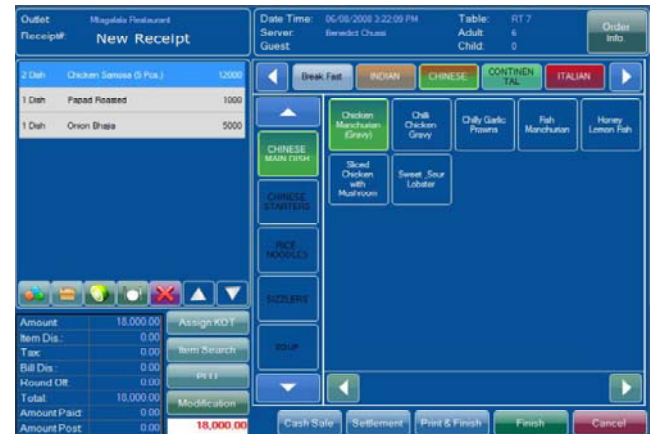 Outlet:
Receipt#:
New Receipt
Date Time: 06/08/2008 3:22:09 PM
Table: RT 7
Server:
Adult: 6
Guest:
Child: 0
Order
Info.
2 Dish Chicken Samosa (5 Pcs.) 12000
1 Dish Papad Roasted 1000
1 Dish Onion Bhajia 5000
Break Fast
INDIAN
CHINESE
CONTINEN
TAL
ITALIAN
CHINESE
MAIN DISH
CHINESE
STARTERS
RICE
NOODLES
SIZZLERS
SOUP
Chicken
Manchurian
(Gravy)
Chilli
Chicken
Gravy
Chilly Garlic
Prawns
Fish
Manchurian
Honey
Lemon Fish
Sliced
Chicken
with
Mushroom
Sweet_Sour
Lobster
Amount: 18,000.00
Item Dis.: 0.00
Tax: 0.00
Bill Dis.: 0.00
Round Off: 0.00
Total: 18,000.00
Amount Paid: 0.00
Amount Post: 0.00
Assign KOT
Item Search
PLU
Modification
18,000.00
Cash Sale
Settlement
Print & Finish
Finish
Cancel